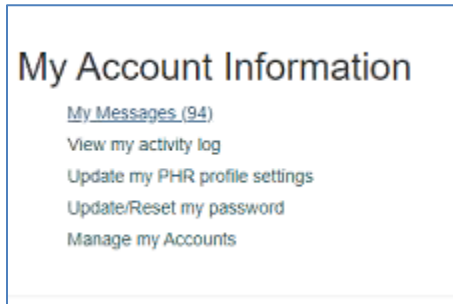 My Account Information
My Messages (94)
View my activity log
Update my PHR profile settings
Update/Reset my password
Manage my Accounts